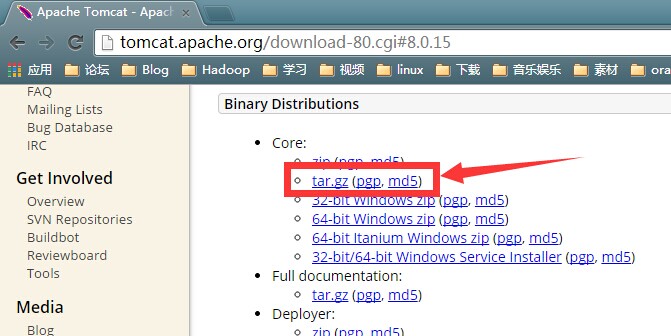 Apache Tomcat - Apac
tomcat.apache.org/download-80.cgi#8.0.15
应用 论坛 Blog Hadoop 学习 视频 linux 下载 音乐娱乐 素材 ora
FAQ
Mailing Lists
Bug Database
IRC
Get Involved
Overview
SVN Repositories
Buildbot
Reviewboard
Tools
Media
Blog
Binary Distributions
Core:
zip (pgp, md5)
tar.gz (pgp, md5)
32-bit Windows zip (pgp, md5)
64-bit Windows zip (pgp, md5)
64-bit Itanium Windows zip (pgp, md5)
32-bit/64-bit Windows Service Installer (pgp, md5)
Full documentation:
tar.gz (pgp, md5)
Deployer:
zip (pgp, md5)